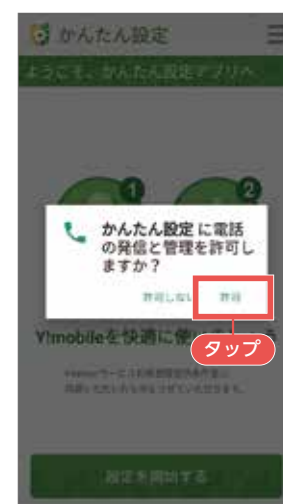 かんたん設定
ようこそ、かんたん設定アプリへ
1
2
かんたん設定 に電話
の発信と管理を許可し
ますか？
許可しない
許可
タップ
Y!mobileを快適に使
設定を開始する